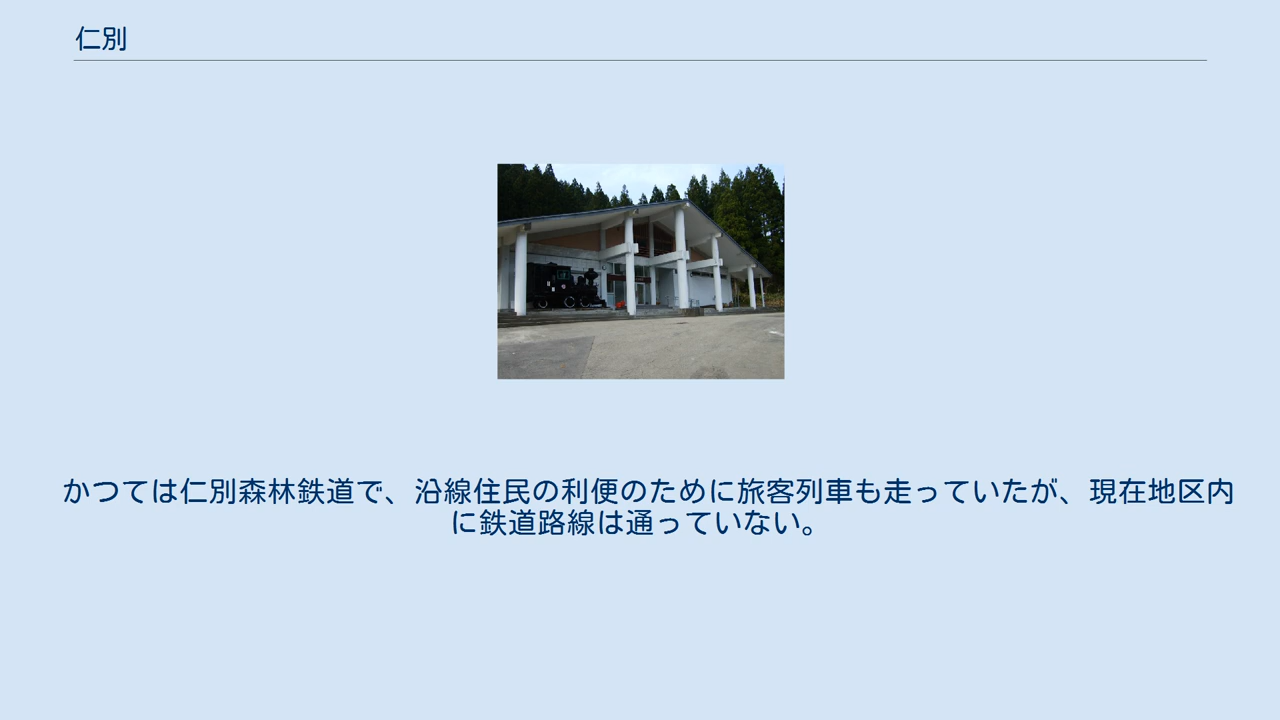 仁別
かつては仁別森林鉄道で、沿線住民の利便のために旅客列車も走っていたが、現在地区内
に鉄道路線は通っていない。